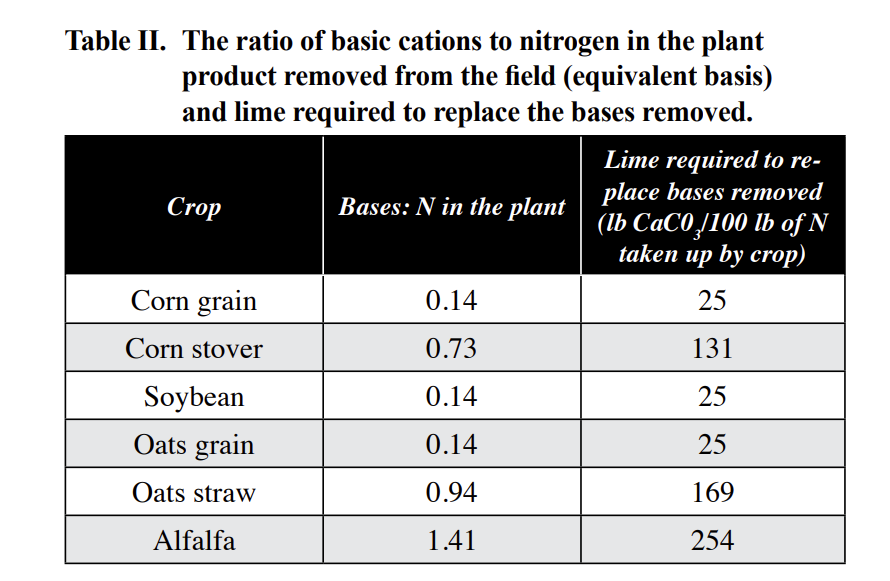 Table II. The ratio of basic cations to nitrogen in the plant
product removed from the field (equivalent basis)
and lime required to replace the bases removed.
Crop
Bases: N in the plant
Lime required to re-
place bases removed
(lb CaC0₃/100 lb of N
taken up by crop)
Corn grain 0.14 25
Corn stover 0.73 131
Soybean 0.14 25
Oats grain 0.14 25
Oats straw 0.94 169
Alfalfa 1.41 254